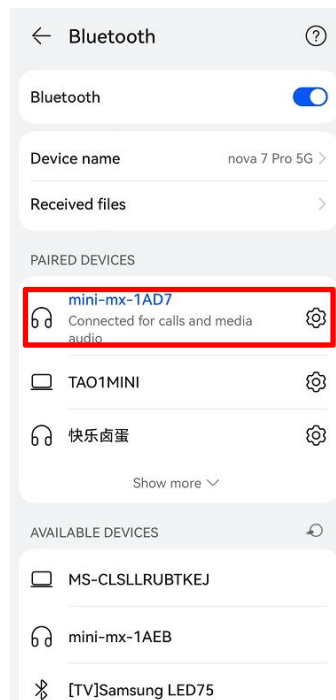 Bluetooth
Bluetooth
Device name nova 7 Pro 5G
Received files
PAIRED DEVICES
mini-mx-1AD7
Connected for calls and media
audio
TAO1MINI
快乐卤蛋
Show more
AVAILABLE DEVICES
MS-CLSLLRUBTKEJ
mini-mx-1AEB
[TV]Samsung LED75